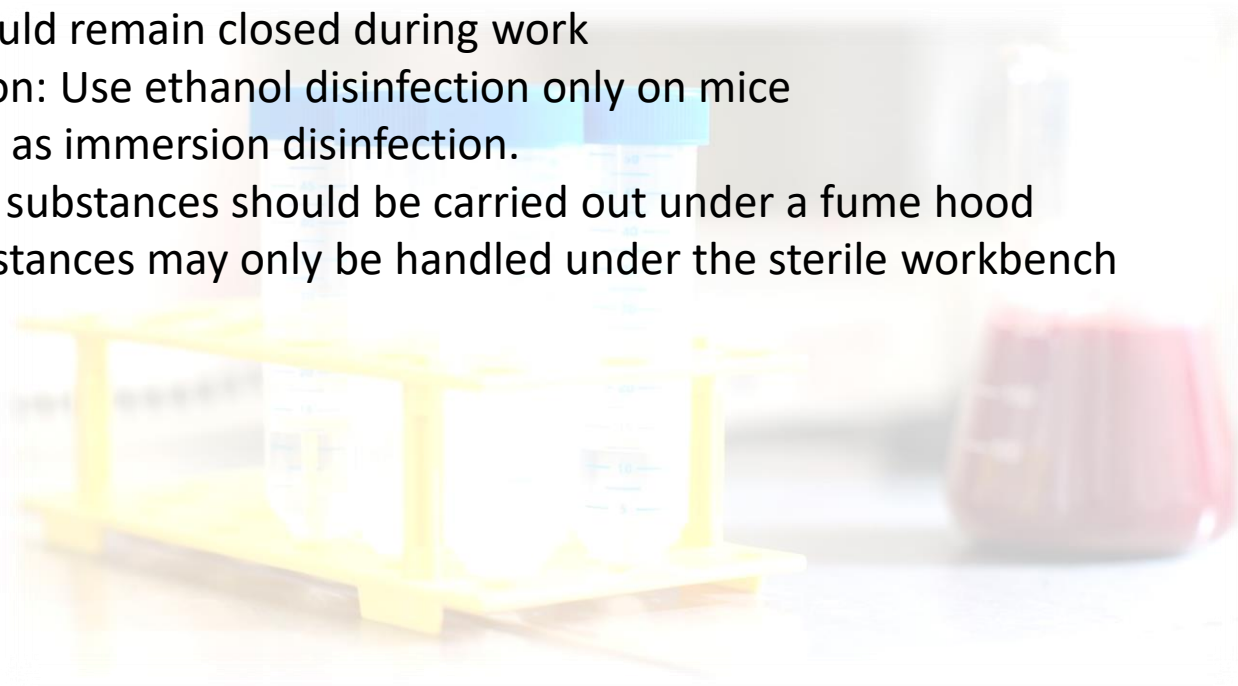 uld remain closed during work
on: Use ethanol disinfection only on mice
as immersion disinfection.
substances should be carried out under a fume hood
stances may only be handled under the sterile workbench